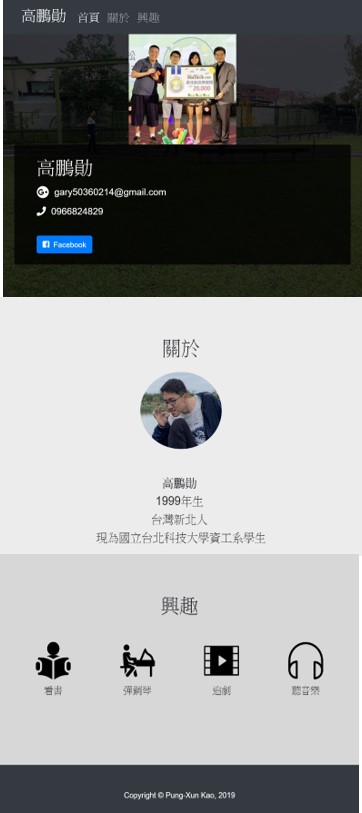 高鵬勛 首頁 關於 興趣
20,000
高鵬勛
gary50360214@gmail.com
0966824829
Facebook
關於
高鵬勛
1999年生
台灣新北人
現為國立台北科技大學資工系學生
興趣
看書 彈鋼琴 追劇 聽音樂
Copyright © Pung-Xun Kao, 2019